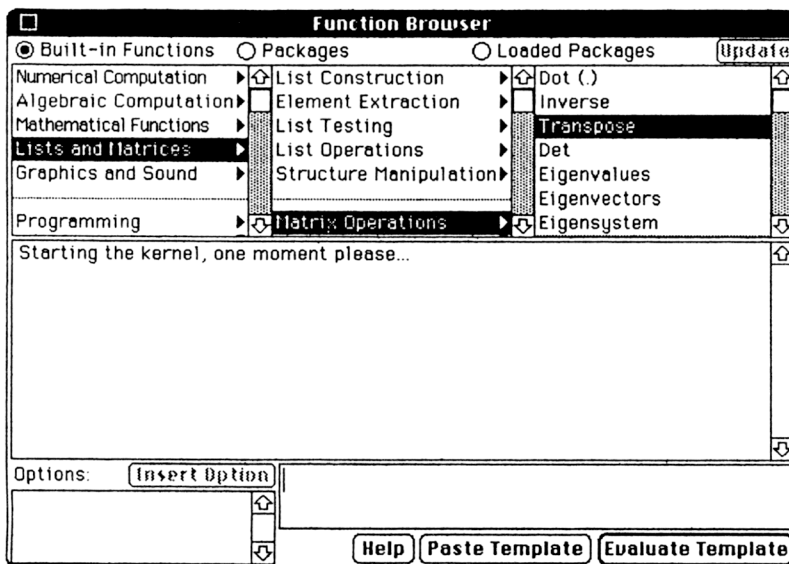 Function Browser
Built-in Functions Packages Loaded Packages Update
Numerical Computation List Construction Dot (.)
Algebraic Computation Element Extraction Inverse
Mathematical Functions List Testing Transpose
Lists and Matrices List Operations Det
Graphics and Sound Structure Manipulation Eigenvalues
Eigenvectors
Programming Matrix Operations Eigensystem
Starting the kernel, one moment please...
Options: Insert Option
Help Paste Template Evaluate Template